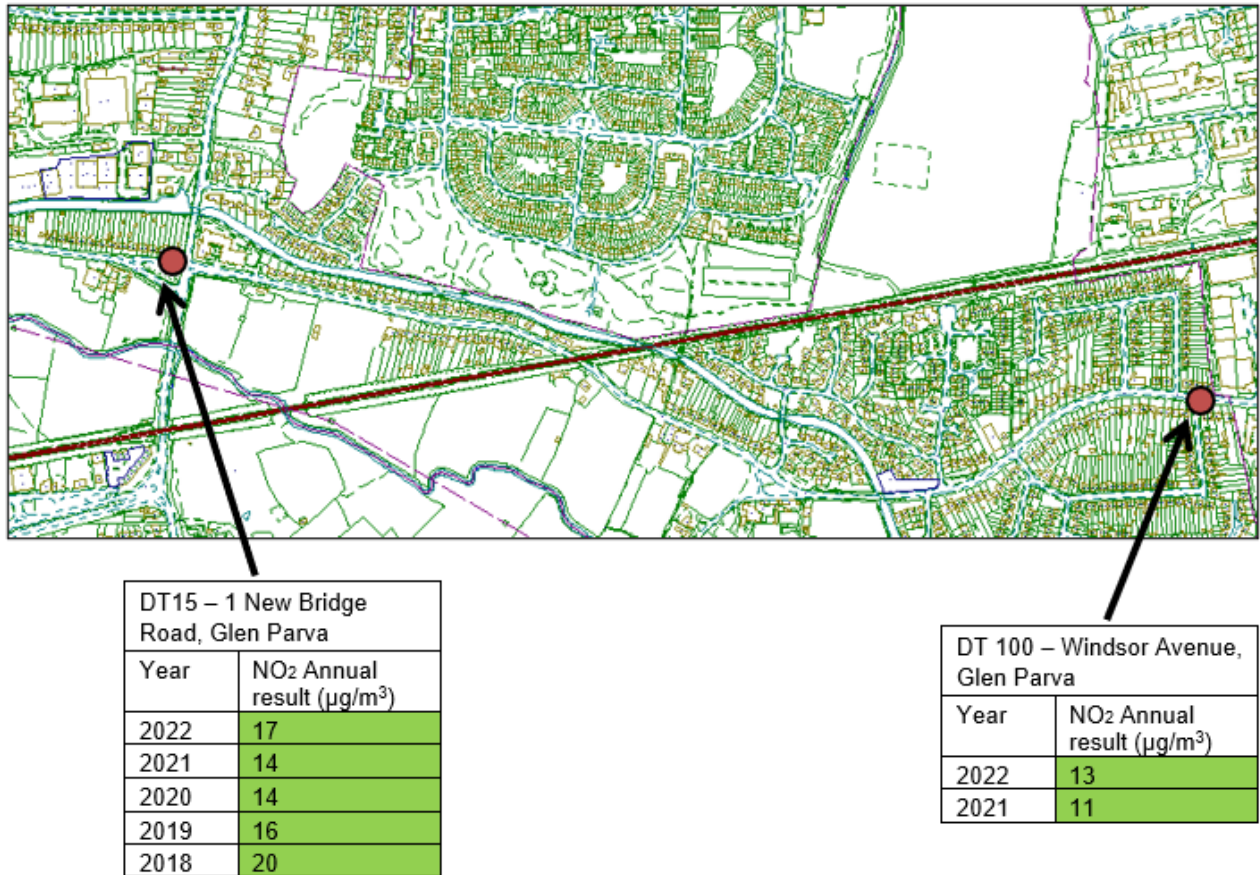 DT15 – 1 New Bridge
Road, Glen Parva
Year NO2 Annual
result (µg/m³)
2022 17
2021 14
2020 14
2019 16
2018 20
DT 100 – Windsor Avenue,
Glen Parva
Year NO2 Annual
result (µg/m³)
2022 13
2021 11